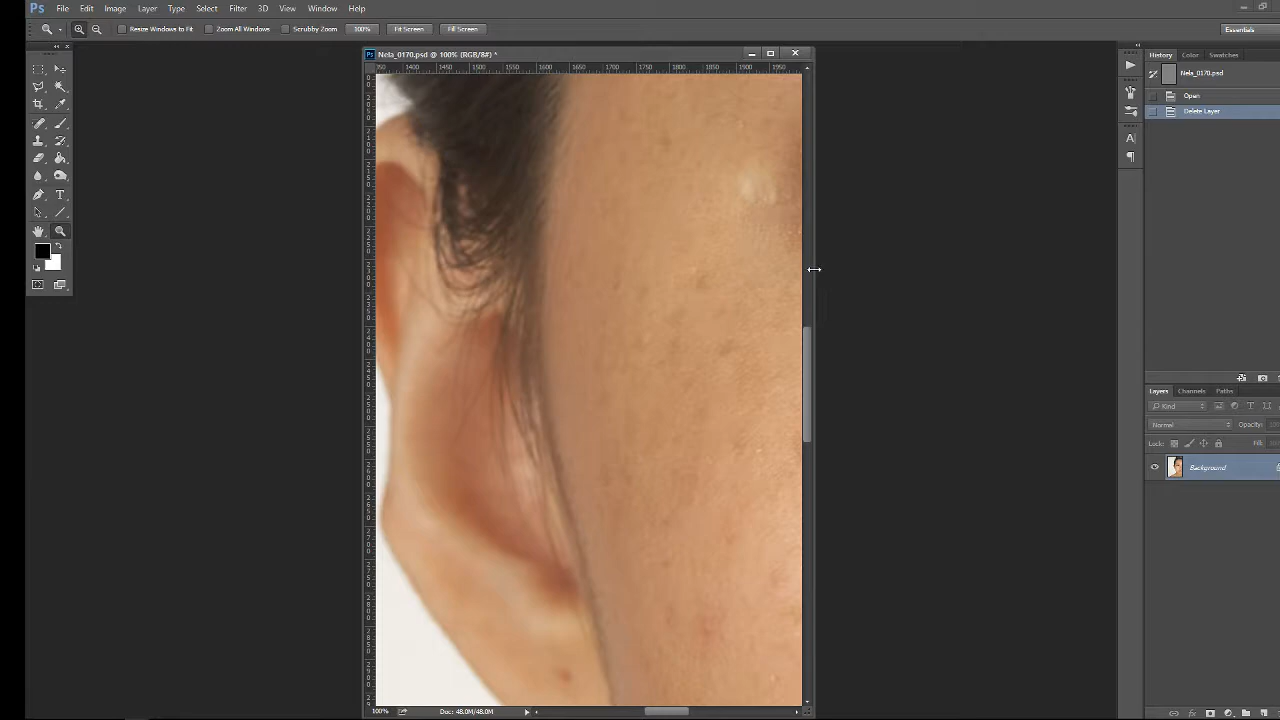 Ps File Edit Image Layer Type Select Filter 3D View Window Help
Resize Windows to Fit Zoom All Windows Scrubby Zoom 100% Fit Screen Fill Screen Essentials
Nela_0170.psd @ 100% (RGB/8#) *
350 1400 1450 1500 1550 1600 1650 1700 1750 1800 1850 1900 1950
History Color Swatches
Nela_0170.psd
Open
Delete Layer
Layers Channels Paths
Kind
Normal Opacity:
Lock: Fill:
Background
100% Doc: 48.0M/48.0M